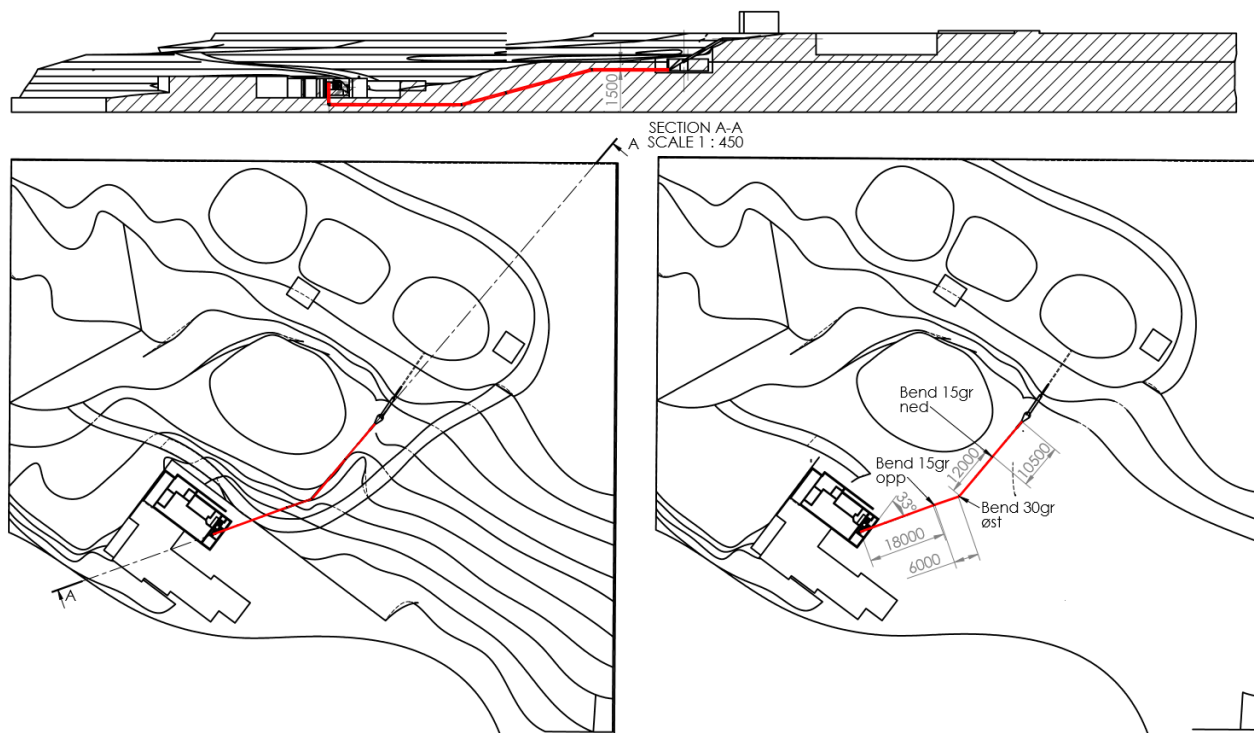 1500
SECTION A-A
SCALE 1 : 450
A
A
Bend 15gr
ned
12000
10500
Bend 15gr
opp
33°
Bend 30gr
øst
18000
6000